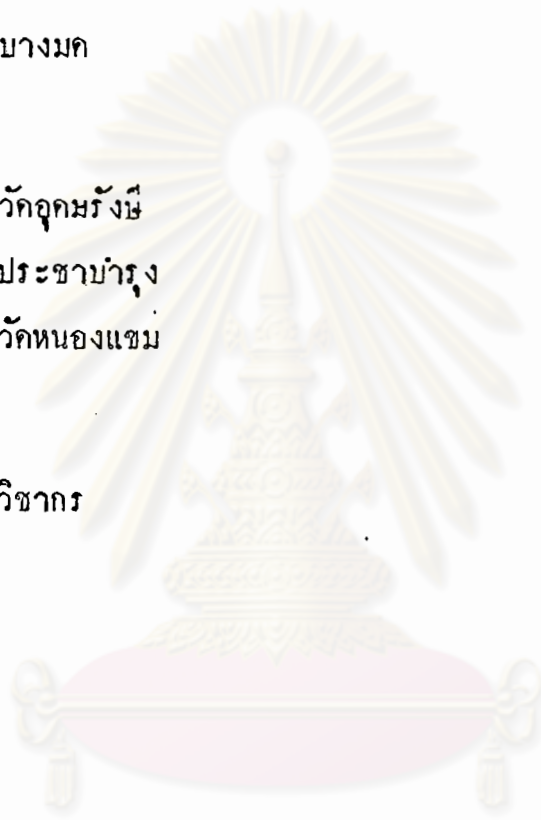 บางมด
วัดอุดมรังษี
ประชาบำรุง
วัดหนองแขม
วิชากร